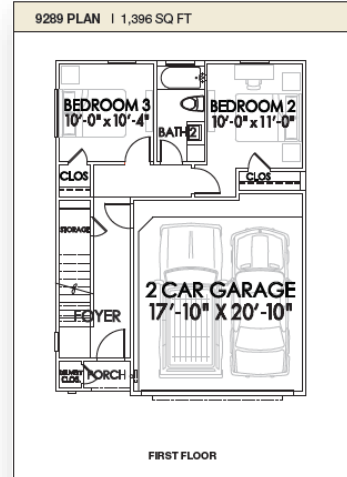 9289 PLAN | 1,396 SQ FT
BEDROOM 3
10'-0" x 10'-4"
BEDROOM 2
10'-0" x 11'-0"
BATH 2
CLOS
CLOS
STORAGE
2 CAR GARAGE
17'-10" X 20'-10"
FOYER
PORCH
CLOS.
FIRST FLOOR